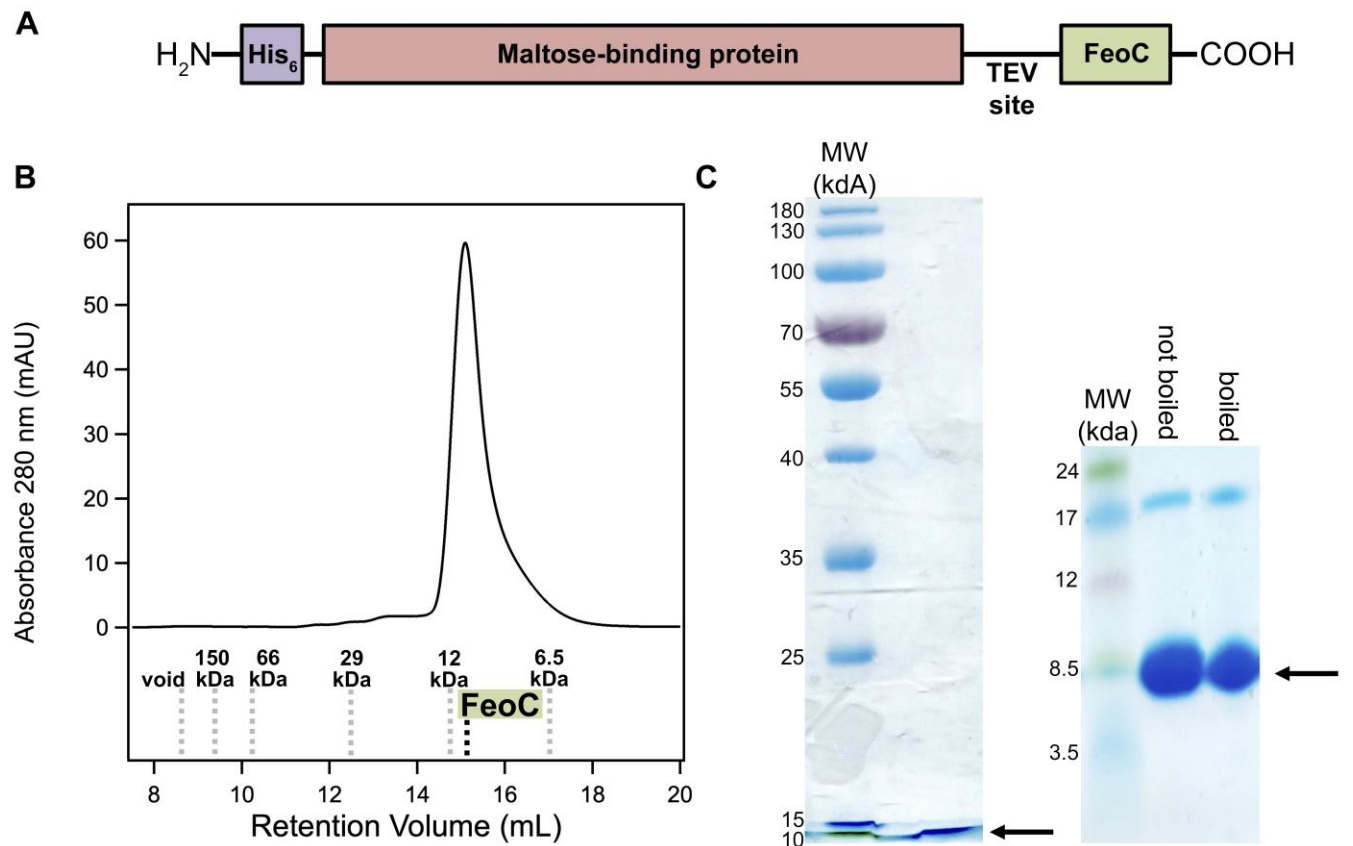 A
H₂N
His₆
Maltose-binding protein
TEV
site
FeoC
COOH
B
Absorbance 280 nm (mAU)
60
50
40
30
20
10
0
void
150
kDa
66
kDa
29
kDa
12
kDa
6.5
kDa
FeoC
8
10
12
14
16
18
20
Retention Volume (mL)
C
MW
(kdA)
180
130
100
70
55
40
35
25
15
10
MW
(kda)
not boiled
boiled
24
17
12
8.5
3.5